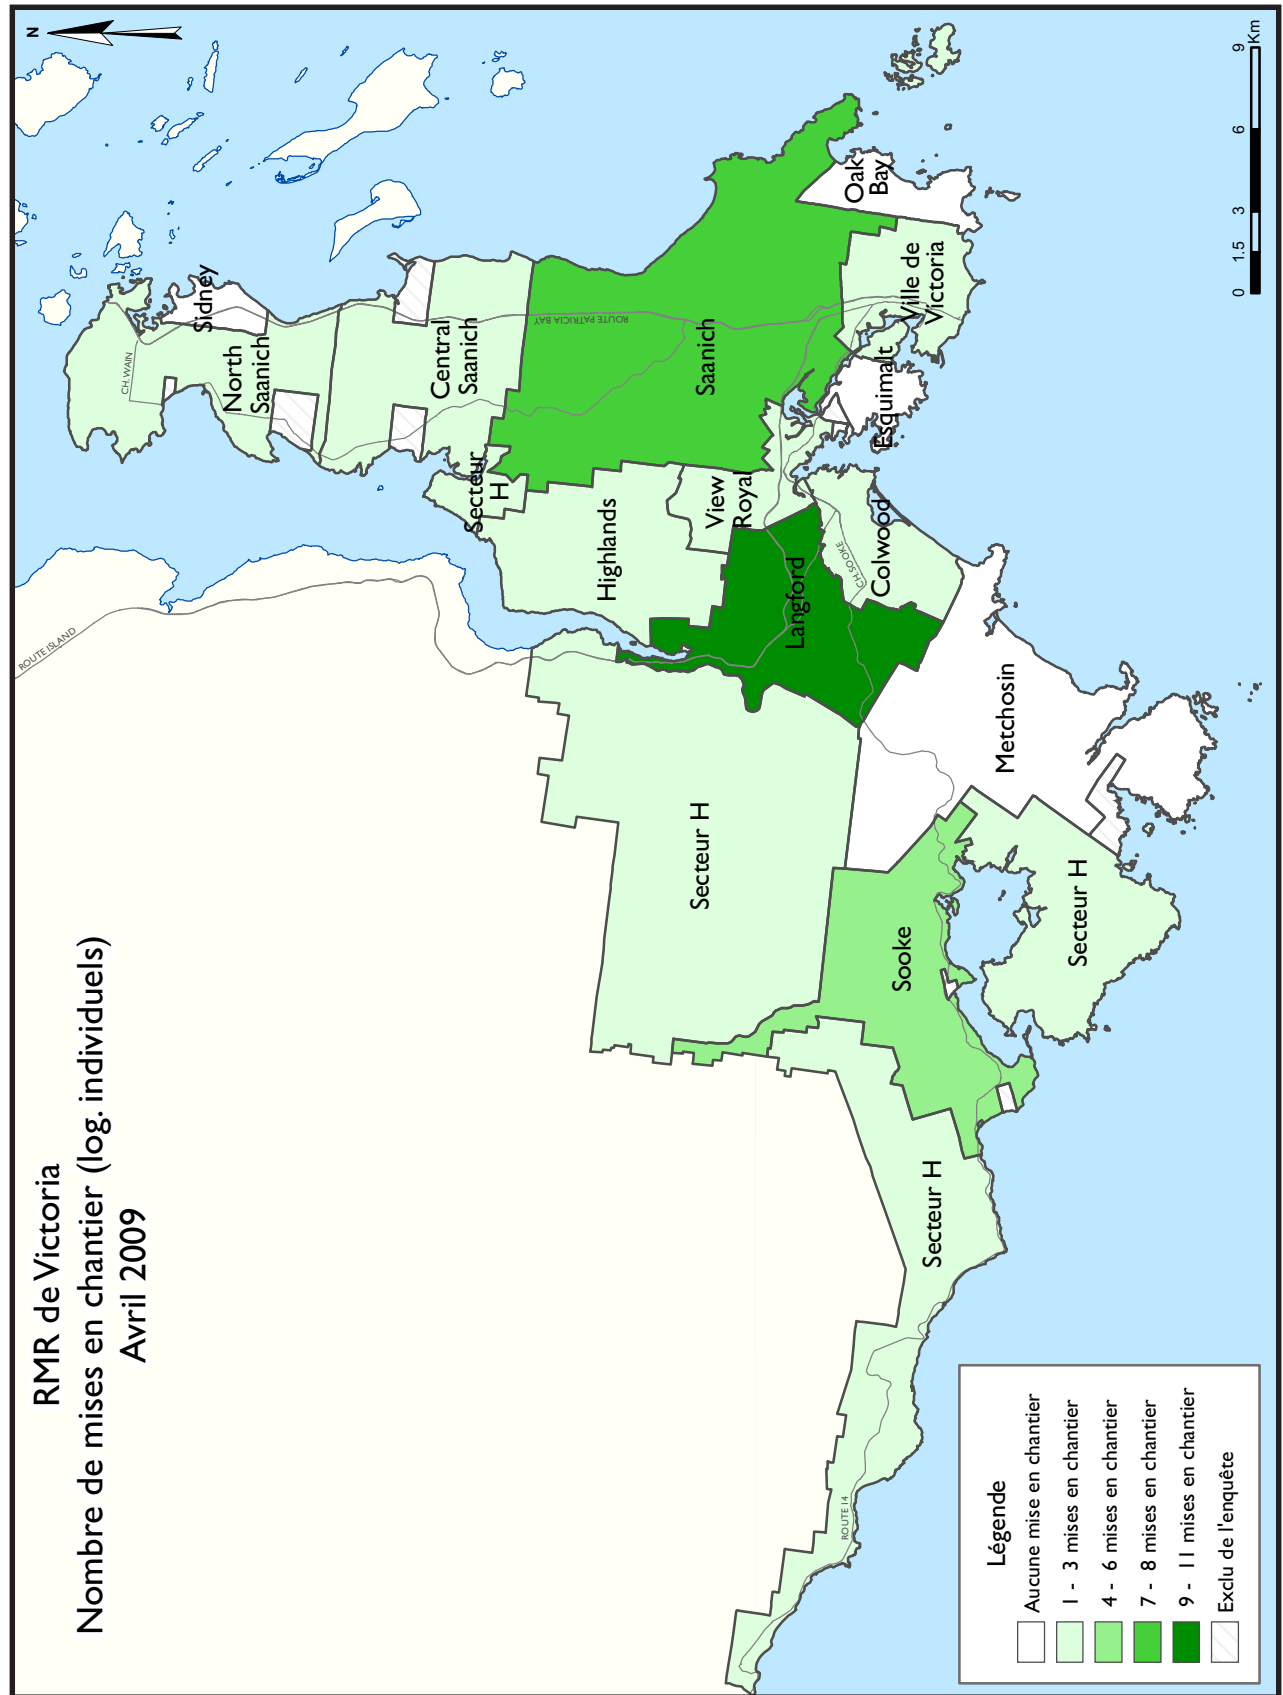 RMR de Victoria
Nombre de mises en chantier (log. individuels)
Avril 2009
N
ROUTE ISLAND
CH. WAIN
Sidney
North
Saanich
Central
Saanich
ROUTE PATRICIA BAY
Secteur
H
Saanich
Highlands
View
Royal
Oak
Bay
Ville de
Victoria
Esquimalt
Langford
CH. SOOKE
Colwood
Metchosin
Secteur H
Sooke
Secteur H
Secteur H
ROUTE 14
Légende
Aucune mise en chantier
1 - 3 mises en chantier
4 - 6 mises en chantier
7 - 8 mises en chantier
9 - 11 mises en chantier
Exclu de l'enquête
0 1.5 3 6 9 Km